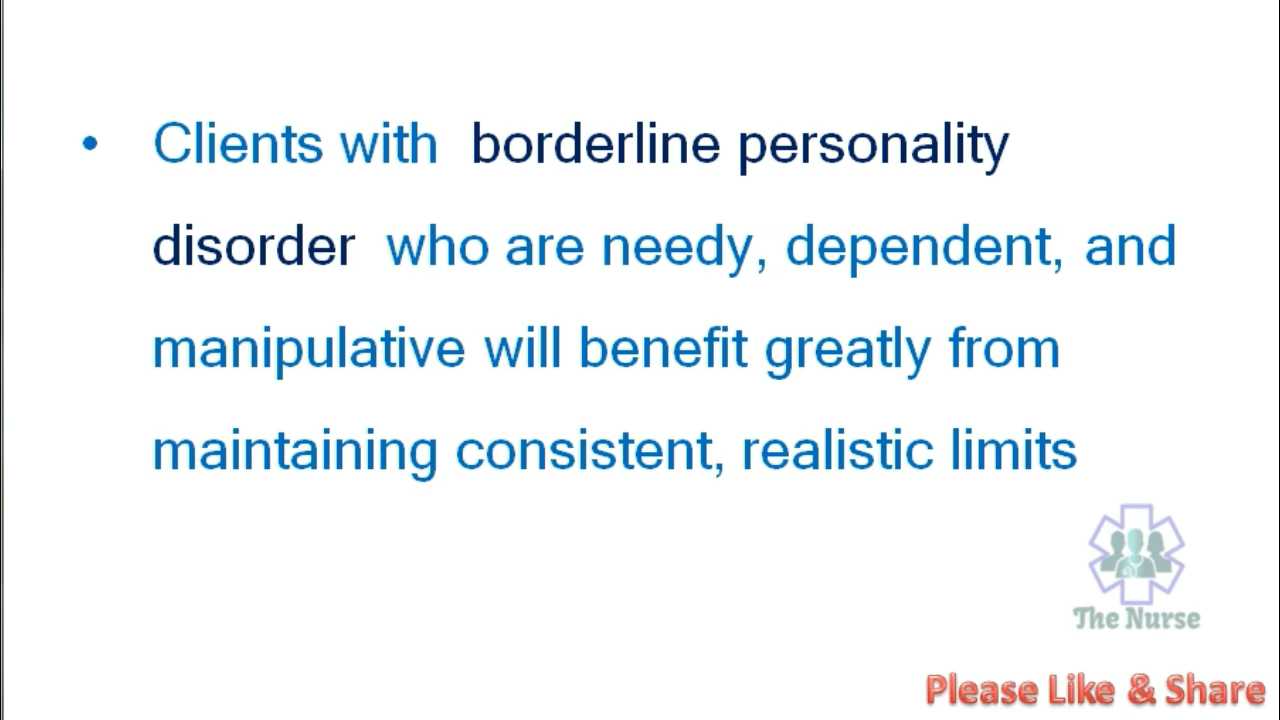 • Clients with borderline personality
disorder who are needy, dependent, and
manipulative will benefit greatly from
maintaining consistent, realistic limits
The Nurse
Please Like & Share